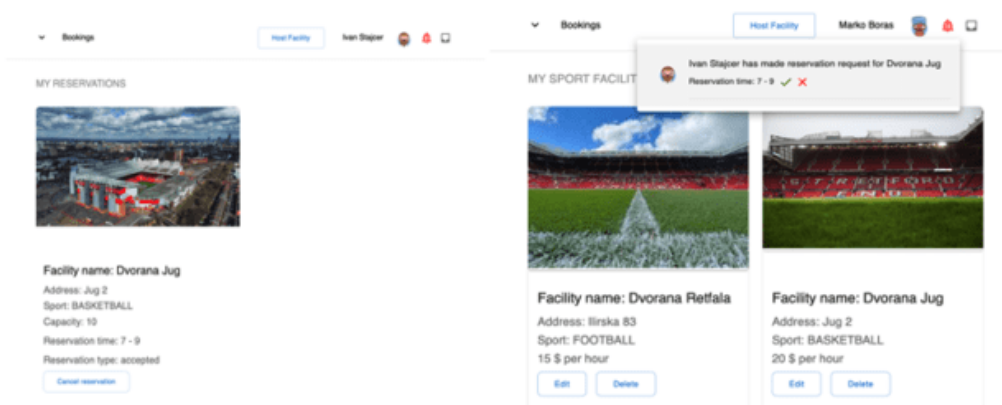 Bookings
Host Facility
Ivan Stajcer
MY RESERVATIONS
Facility name: Dvorana Jug
Address: Jug 2
Sport: BASKETBALL
Capacity: 10
Reservation time: 7 - 9
Reservation type: accepted
Cancel reservation
Bookings
Host Facility
Marko Boras
Ivan Stajcer has made reservation request for Dvorana Jug
Reservation time: 7 - 9
MY SPORT FACILIT
STRETFORD
Facility name: Dvorana Retfala
Address: Ilirska 83
Sport: FOOTBALL
15 $ per hour
Edit
Delete
Facility name: Dvorana Jug
Address: Jug 2
Sport: BASKETBALL
20 $ per hour
Edit
Delete